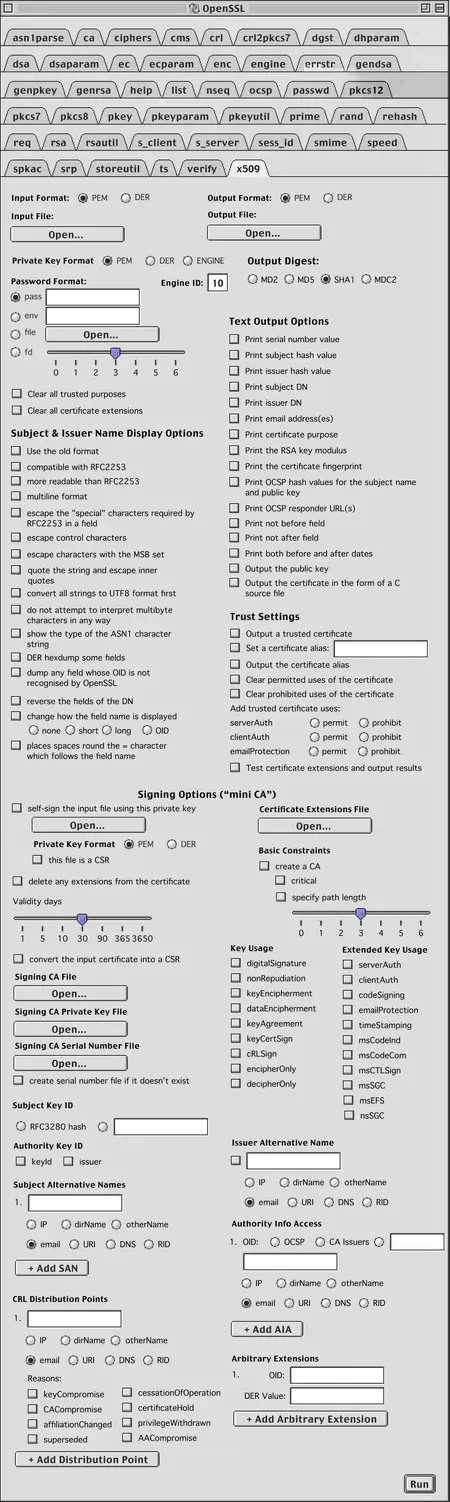 OpenSSL
asn1parse ca ciphers cms crl crl2pkcs7 dgst dhparam
dsa dsaparam ec ecparam enc engine errstr gendsa
genpkey genrsa help list nseq ocsp passwd pkcs12
pkcs7 pkcs8 pkey pkeyparam pkeyutil prime rand rehash
req rsa rsautil s_client s_server sess_id smime speed
spkac srp storeutil ts verify x509
Input Format: PEM DER
Output Format: PEM DER
Input File:
Output File:
Open...
Open...
Private Key Format PEM DER ENGINE
Output Digest:
MD2 MD5 SHA1 MDC2
Password Format:
Engine ID: 10
pass
env
file Open...
fd
0 1 2 3 4 5 6
Clear all trusted purposes
Clear all certificate extensions
Subject & Issuer Name Display Options
Use the old format
compatible with RFC2253
more readable than RFC2253
multiline format
escape the "special" characters required by
RFC2253 in a field
escape control characters
escape characters with the MSB set
quote the string and escape inner
quotes
convert all strings to UTF8 format first
do not attempt to interpret multibyte
characters in any way
show the type of the ASN1 character
string
DER hexdump some fields
dump any field whose OID is not
recognised by OpenSSL
reverse the fields of the DN
change how the field name is displayed
none short long OID
places spaces round the = character
which follows the field name
Text Output Options
Print serial number value
Print subject hash value
Print issuer hash value
Print subject DN
Print issuer DN
Print email address(es)
Print certificate purpose
Print the RSA key modulus
Print the certificate fingerprint
Print OCSP hash values for the subject name
and public key
Print OCSP responder URL(s)
Print not before field
Print not after field
Print both before and after dates
Output the public key
Output the certificate in the form of a C
source file
Trust Settings
Output a trusted certificate
Set a certificate alias:
Output the certificate alias
Clear permitted uses of the certificate
Clear prohibited uses of the certificate
Add trusted certificate uses:
serverAuth permit prohibit
clientAuth permit prohibit
emailProtection permit prohibit
Test certificate extensions and output results
Signing Options (“mini CA”)
self-sign the input file using this private key
Open...
Private Key Format PEM DER
this file is a CSR
delete any extensions from the certificate
Validity days
1 5 10 30 90 365 3650
convert the input certificate into a CSR
Signing CA File
Open...
Signing CA Private Key File
Open...
Signing CA Serial Number File
Open...
create serial number file if it doesn't exist
Certificate Extensions File
Open...
Basic Constraints
create a CA
critical
specify path length
0 1 2 3 4 5 6
Key Usage
digitalSignature
nonRepudiation
keyEncipherment
dataEncipherment
keyAgreement
keyCertSign
cRLSign
encipherOnly
decipherOnly
Extended Key Usage
serverAuth
clientAuth
codeSigning
emailProtection
timeStamping
msCodeInd
msCodeCom
msCTLSign
msSGC
msEFS
nsSGC
Subject Key ID
RFC3280 hash
Authority Key ID
keyId issuer
Subject Alternative Names
1.
IP dirName otherName
email URI DNS RID
+ Add SAN
CRL Distribution Points
1.
IP dirName otherName
email URI DNS RID
Reasons:
keyCompromise cessationOfOperation
CACompromise certificateHold
affiliationChanged privilegeWithdrawn
superseded AACompromise
+ Add Distribution Point
Issuer Alternative Name
IP dirName otherName
email URI DNS RID
Authority Info Access
1. OID: OCSP CA Issuers
IP dirName otherName
email URI DNS RID
+ Add AIA
Arbitrary Extensions
1. OID:
DER Value:
+ Add Arbitrary Extension
Run